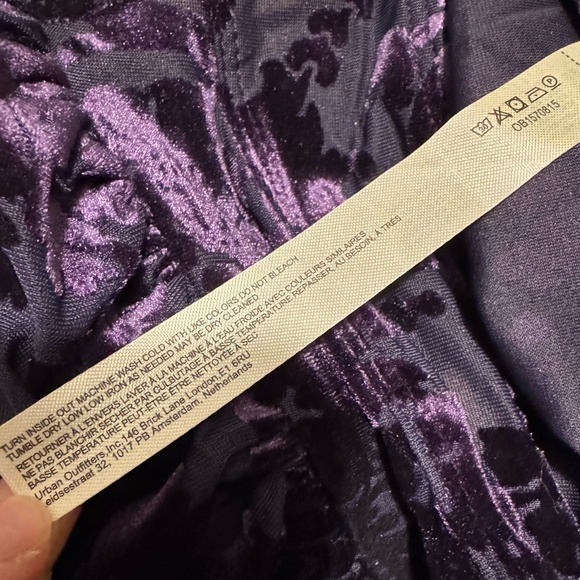 TURN INSIDE OUT MACHINE WASH COLD WITH LIKE COLORS DO NOT BLEACH
TUMBLE DRY LOW LOW IRON AS NEEDED MAY BE DRY CLEANED
RETOURNER À L'ENVERS LAVER À LA MACHINE À L'EAU FROIDE AVEC COULEURS SIMILAIRES
NE PAS BLANCHIR SÉCHER PAR CULBUTAGE À BASSE TEMPÉRATURE REPASSER, AU BESOIN, À TRÈS
BASSE TEMPÉRATURE PEUT-ÊTRE ÊTRE NETTOYÉE À SEC
Urban Outfitters Inc, 46 Brick Lane London,E1 6RU
eidsestraat 32, 1017 PB Amsterdam, Netherlands
30°
P
OB1570815